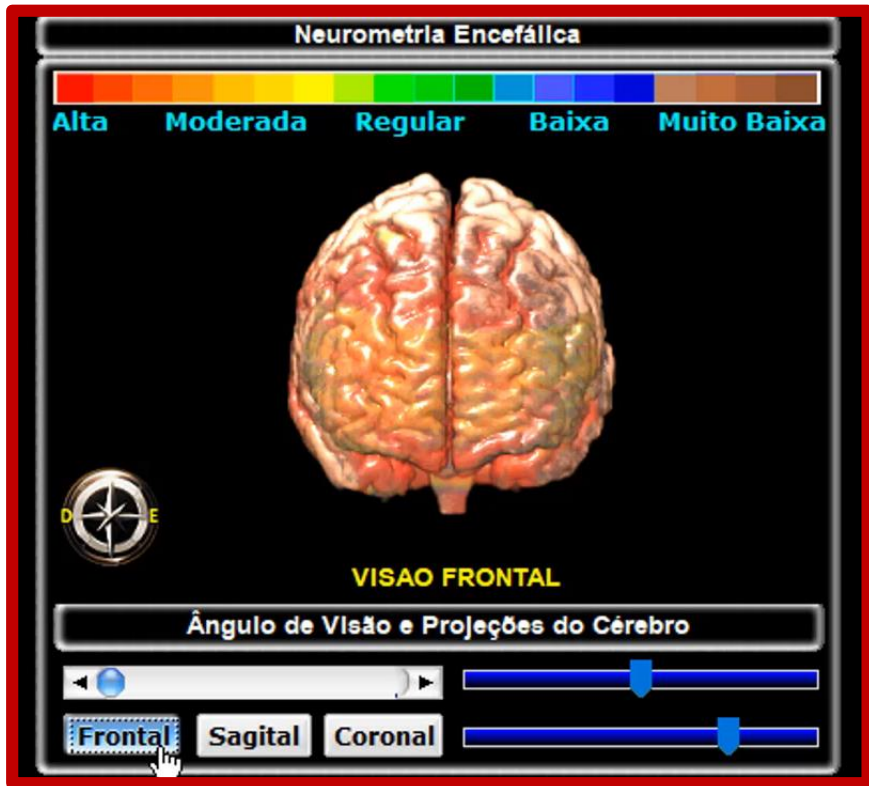 Neurometria Encefálica
Alta Moderada Regular Baixa Muito Baixa
D E
VISAO FRONTAL
Ângulo de Visão e Projeções do Cérebro
Frontal Sagital Coronal